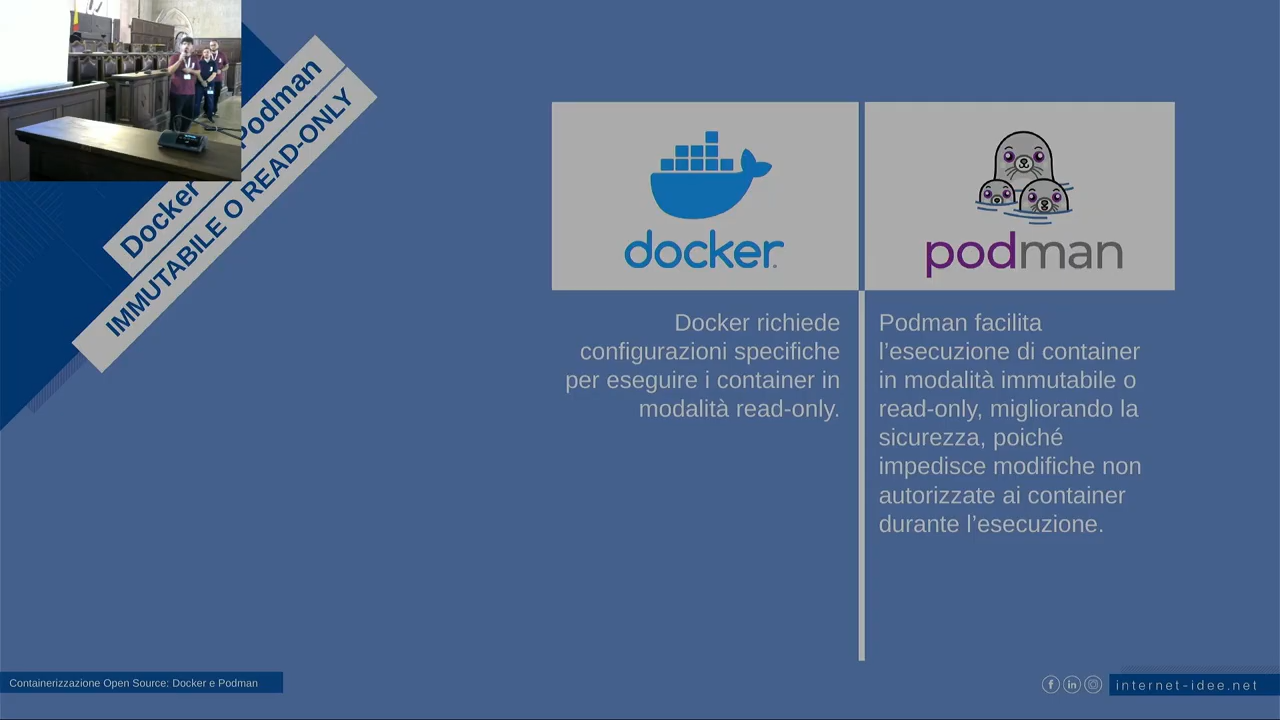 Docker Podman
IMMUTABILE O READ-ONLY
docker
podman
Docker richiede
configurazioni specifiche
per eseguire i container in
modalità read-only.
Podman facilita
l’esecuzione di container
in modalità immutabile o
read-only, migliorando la
sicurezza, poiché
impedisce modifiche non
autorizzate ai container
durante l’esecuzione.
Containerizzazione Open Source: Docker e Podman
internet-idee.net